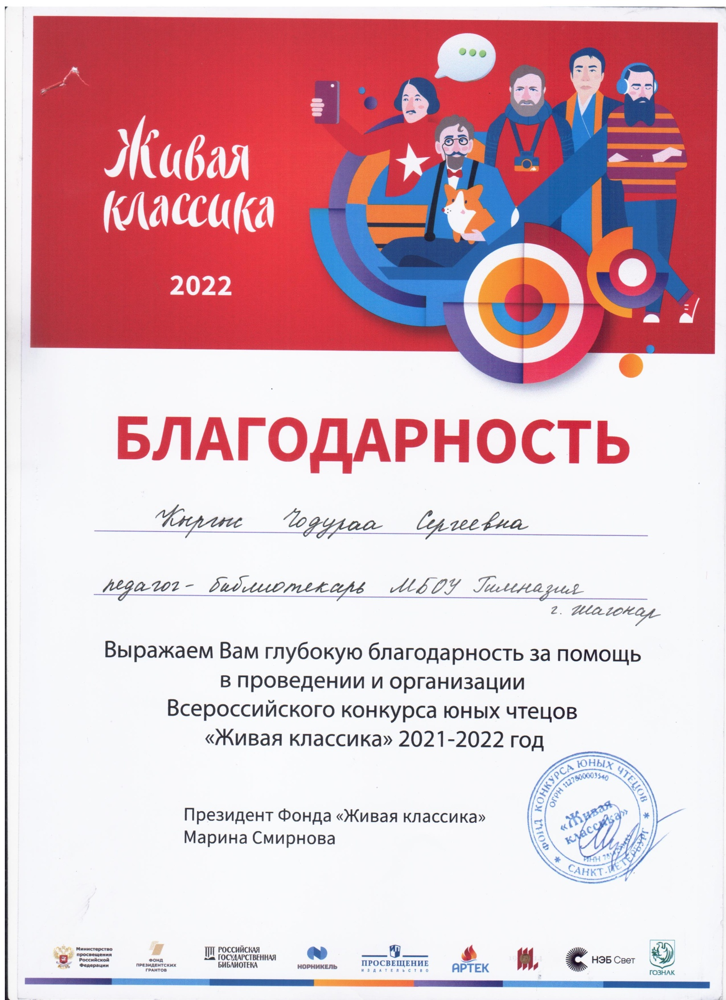 Живая
классика
2022
БЛАГОДАРНОСТЬ
Кыргыс Чодураа Сергеевна
педагог- библиотекарь МБОУ Гимназия
г. Шагонар
Выражаем Вам глубокую благодарность за помощь
в проведении и организации
Всероссийского конкурса юных чтецов
«Живая классика» 2021-2022 год
ФОНД КОНКУРСА ЮНЫХ ЧТЕЦОВ
ОГРН 1127800003540
«Живая
классика»
ИНН
САНКТ-ПЕТЕРБУРГ
Президент Фонда «Живая классика»
Марина Смирнова
Министерство
просвещения
Российской
Федерации
ФОНД
ПРЕЗИДЕНТСКИХ
ГРАНТОВ
РОССИЙСКАЯ
ГОСУДАРСТВЕННАЯ
БИБЛИОТЕКА
НОРНИКЕЛЬ
ПРОСВЕЩЕНИЕ
ИЗДАТЕЛЬСТВО
АРТЕК
НЭБ Свет
ГОЗНАК